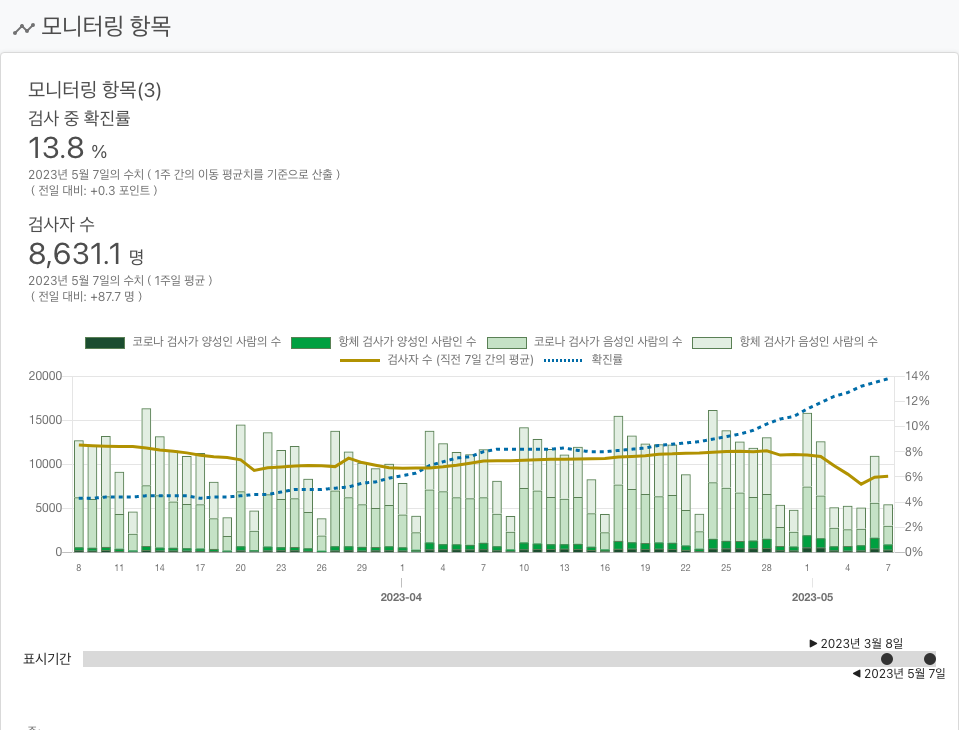 모니터링 항목
모니터링 항목(3)
검사 중 확진률
13.8 %
2023년 5월 7일의 수치 ( 1주 간의 이동 평균치를 기준으로 산출 )
( 전일 대비: +0.3 포인트 )
검사자 수
8,631.1 명
2023년 5월 7일의 수치 ( 1주일 평균 )
( 전일 대비: +87.7 명 )
코로나 검사가 양성인 사람의 수 항체 검사가 양성인 사람인 수 코로나 검사가 음성인 사람의 수 항체 검사가 음성인 사람의 수
검사자 수 (직전 7일 간의 평균) 확진률
20000 14%
12%
15000
10%
10000 8%
6%
5000 4%
2%
0 0%
8 11 14 17 20 23 26 29 1 4 7 10 13 16 19 22 25 28 1 4 7
2023-04 2023-05
▶ 2023년 3월 8일
표시기간
◀ 2023년 5월 7일